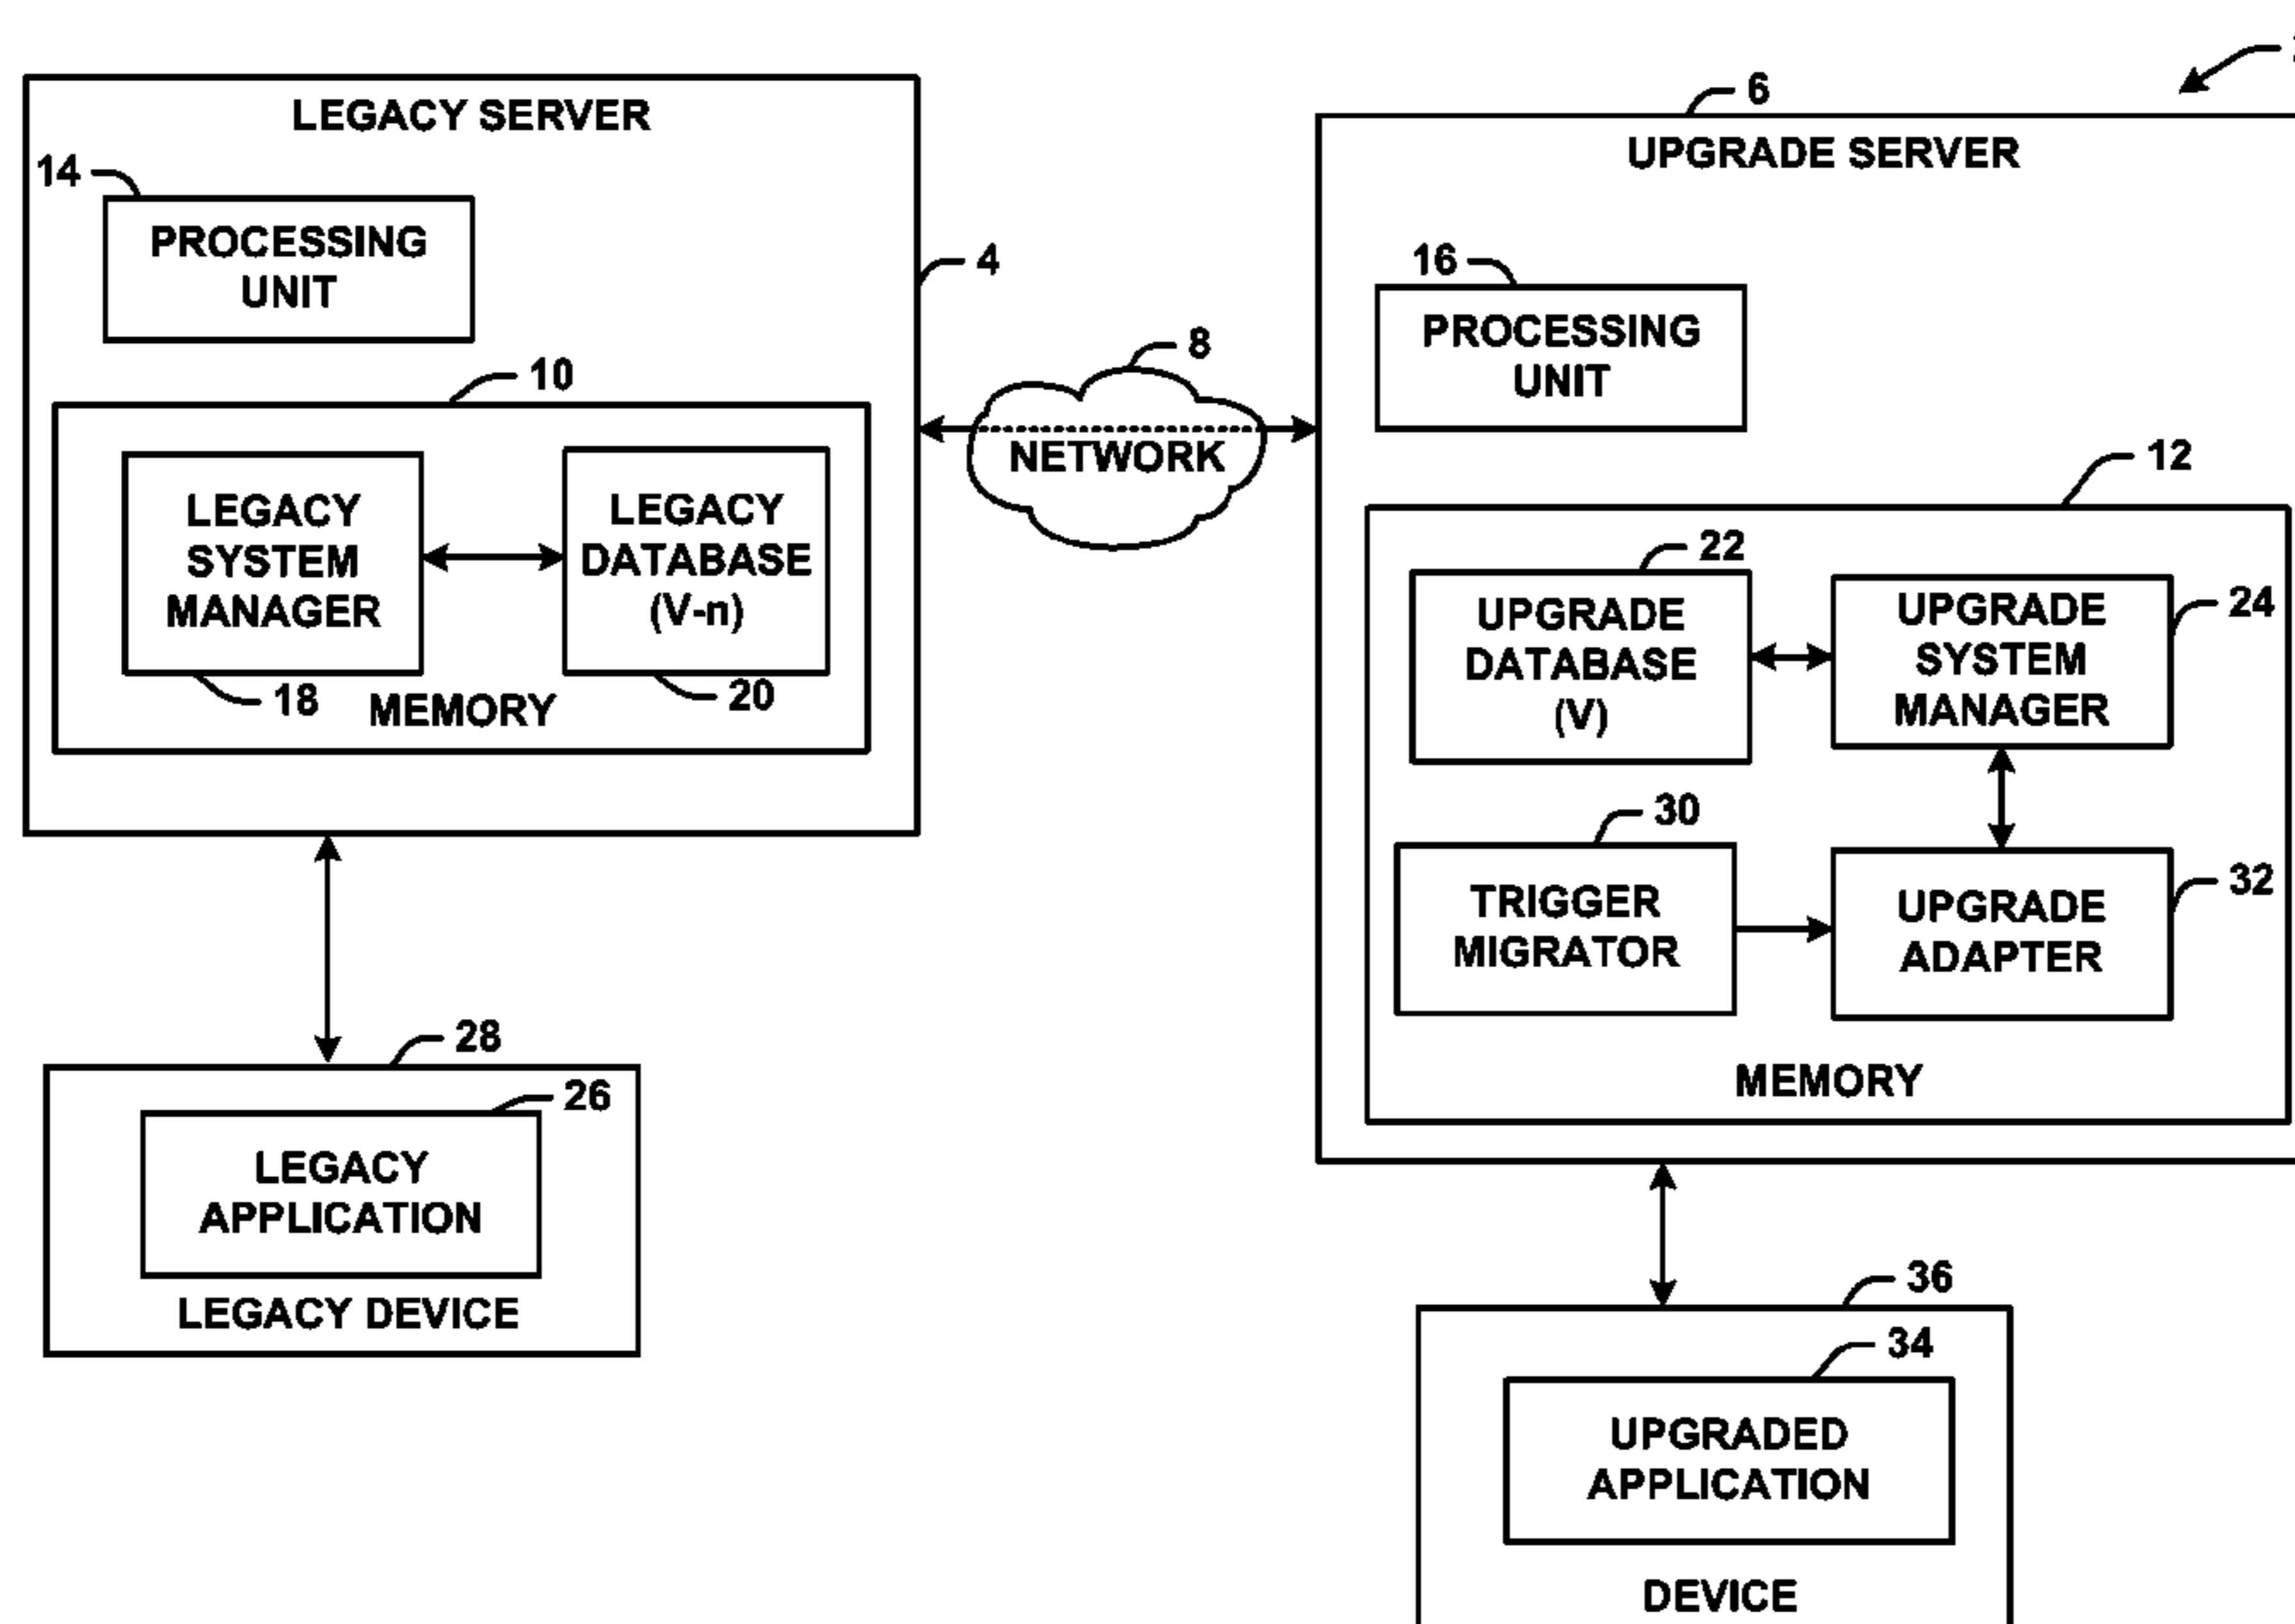 LEGACY SERVER
14
PROCESSING
UNIT
4
10
LEGACY
SYSTEM
MANAGER
18
LEGACY
DATABASE
(V-n)
20
MEMORY
8
NETWORK
28
26
LEGACY
APPLICATION
LEGACY DEVICE
6
UPGRADE SERVER
16
PROCESSING
UNIT
12
22
UPGRADE
DATABASE
(V)
UPGRADE
SYSTEM
MANAGER
24
30
TRIGGER
MIGRATOR
UPGRADE
ADAPTER
32
MEMORY
36
34
UPGRADED
APPLICATION
DEVICE